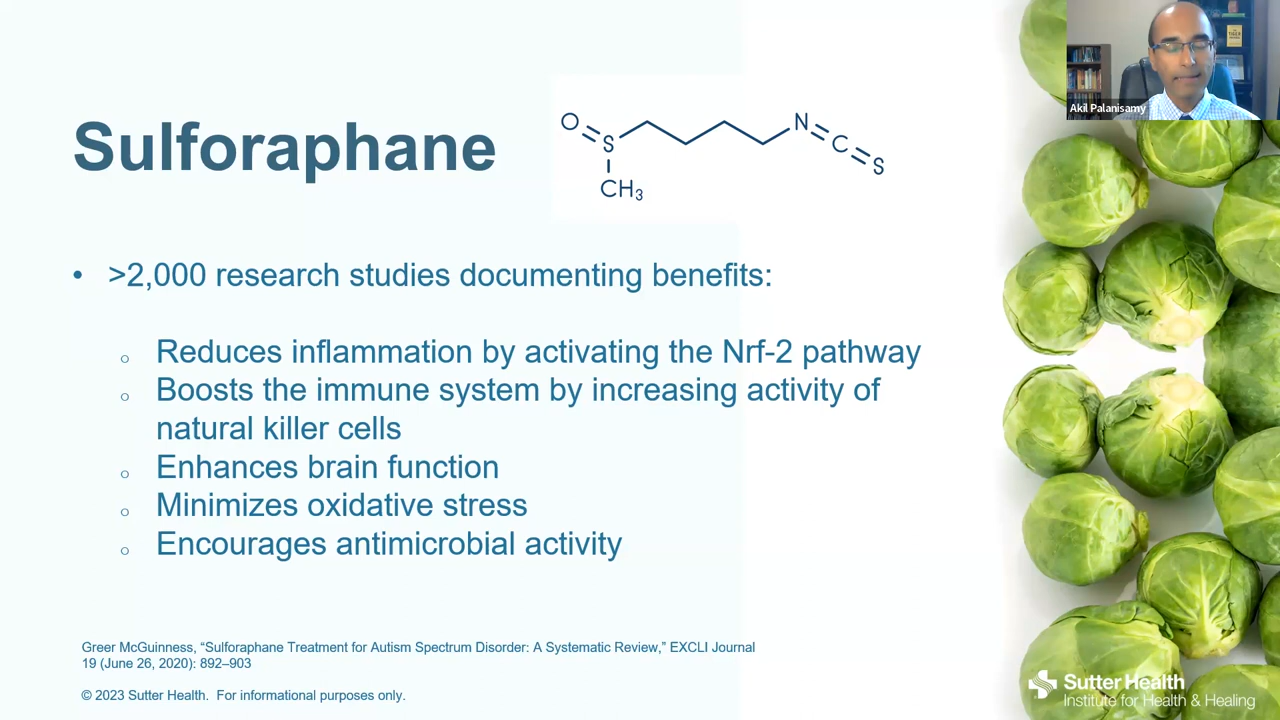 Akil Palanisamy
Sulforaphane
O
S
CH3
N
C
S
• >2,000 research studies documenting benefits:
o Reduces inflammation by activating the Nrf-2 pathway
o Boosts the immune system by increasing activity of
natural killer cells
o Enhances brain function
o Minimizes oxidative stress
o Encourages antimicrobial activity
Greer McGuinness, “Sulforaphane Treatment for Autism Spectrum Disorder: A Systematic Review,” EXCLI Journal
19 (June 26, 2020): 892–903
© 2023 Sutter Health. For informational purposes only.
Sutter Health
Institute for Health & Healing